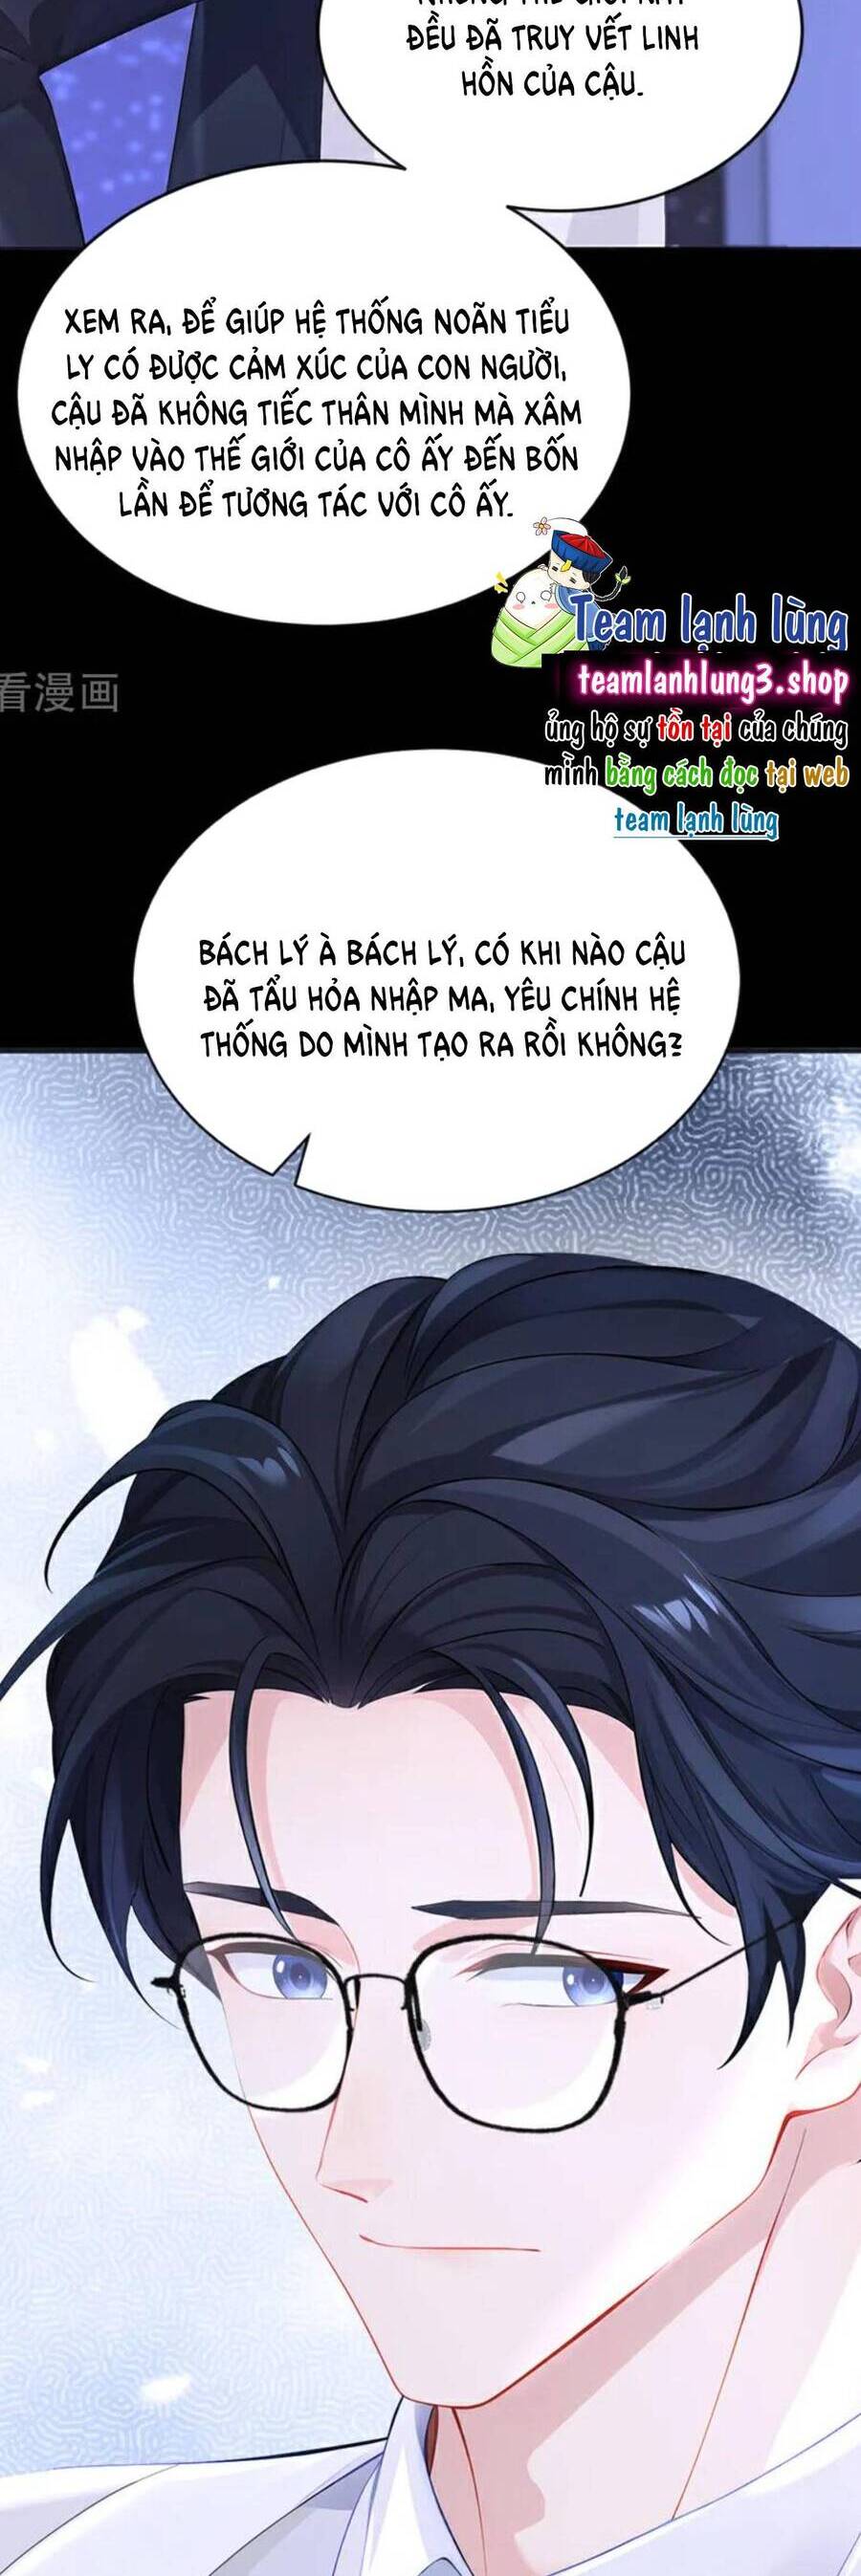 ĐỀU ĐÃ TRUY VẾT LINH
HỒN CỦA CẬU.
XEM RA, ĐỂ GIÚP HỆ THỐNG NOÃN TIỂU
LY CÓ ĐƯỢC CẢM XÚC CỦA CON NGƯỜI,
CẬU ĐÃ KHÔNG TIẾC THÂN MÌNH MÀ XÂM
NHẬP VÀO THẾ GIỚI CỦA CÔ ẤY ĐẾN BỐN
LẦN ĐỂ TƯƠNG TÁC VỚI CÔ ẤY.
Team lạnh lùng
teamlanhlung3.shop
看漫画
ủng hộ sự tồn tại của chúng
mình bằng cách đọc tại web
team lạnh lùng
BÁCH LÝ À BÁCH LÝ, CÓ KHI NÀO CẬU
ĐÃ TẨU HỎA NHẬP MA, YÊU CHÍNH HỆ
THỐNG DO MÌNH TẠO RA RỒI KHÔNG?